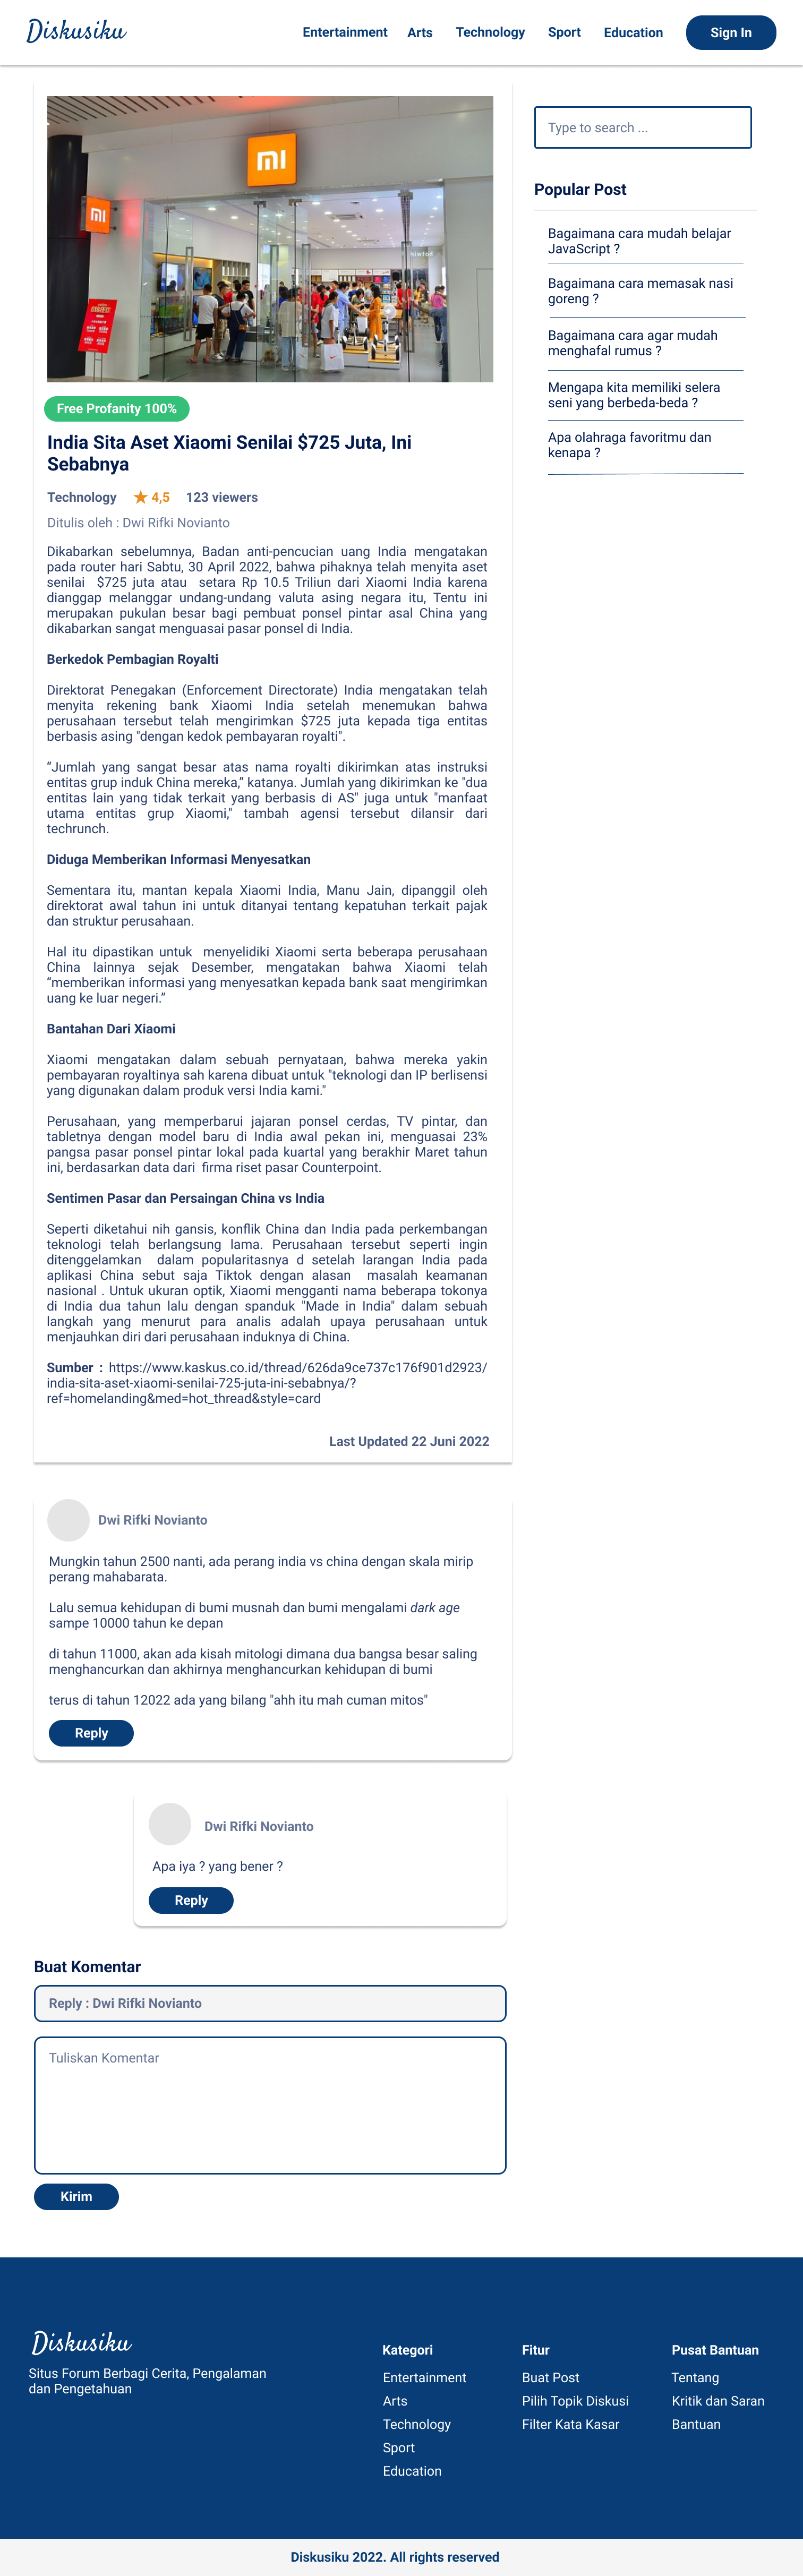 Diskusiku
Entertainment Arts Technology Sport Education Sign In
mi
mi
Free Profanity 100%
India Sita Aset Xiaomi Senilai $725 Juta, Ini
Sebabnya
Technology ★ 4,5 123 viewers
Ditulis oleh : Dwi Rifki Novianto
Dikabarkan sebelumnya, Badan anti-pencucian uang India mengatakan
pada router hari Sabtu, 30 April 2022, bahwa pihaknya telah menyita aset
senilai $725 juta atau setara Rp 10.5 Triliun dari Xiaomi India karena
dianggap melanggar undang-undang valuta asing negara itu, Tentu ini
merupakan pukulan besar bagi pembuat ponsel pintar asal China yang
dikabarkan sangat menguasai pasar ponsel di India.
Berkedok Pembagian Royalti
Direktorat Penegakan (Enforcement Directorate) India mengatakan telah
menyita rekening bank Xiaomi India setelah menemukan bahwa
perusahaan tersebut telah mengirimkan $725 juta kepada tiga entitas
berbasis asing "dengan kedok pembayaran royalti".
“Jumlah yang sangat besar atas nama royalti dikirimkan atas instruksi
entitas grup induk China mereka,” katanya. Jumlah yang dikirimkan ke "dua
entitas lain yang tidak terkait yang berbasis di AS" juga untuk "manfaat
utama entitas grup Xiaomi," tambah agensi tersebut dilansir dari
techrunch.
Diduga Memberikan Informasi Menyesatkan
Sementara itu, mantan kepala Xiaomi India, Manu Jain, dipanggil oleh
direktorat awal tahun ini untuk ditanyai tentang kepatuhan terkait pajak
dan struktur perusahaan.
Hal itu dipastikan untuk menyelidiki Xiaomi serta beberapa perusahaan
China lainnya sejak Desember, mengatakan bahwa Xiaomi telah
“memberikan informasi yang menyesatkan kepada bank saat mengirimkan
uang ke luar negeri.”
Bantahan Dari Xiaomi
Xiaomi mengatakan dalam sebuah pernyataan, bahwa mereka yakin
pembayaran royaltinya sah karena dibuat untuk "teknologi dan IP berlisensi
yang digunakan dalam produk versi India kami."
Perusahaan, yang memperbarui jajaran ponsel cerdas, TV pintar, dan
tabletnya dengan model baru di India awal pekan ini, menguasai 23%
pangsa pasar ponsel pintar lokal pada kuartal yang berakhir Maret tahun
ini, berdasarkan data dari firma riset pasar Counterpoint.
Sentimen Pasar dan Persaingan China vs India
Seperti diketahui nih gansis, konflik China dan India pada perkembangan
teknologi telah berlangsung lama. Perusahaan tersebut seperti ingin
ditenggelamkan dalam popularitasnya d setelah larangan India pada
aplikasi China sebut saja Tiktok dengan alasan masalah keamanan
nasional . Untuk ukuran optik, Xiaomi mengganti nama beberapa tokonya
di India dua tahun lalu dengan spanduk "Made in India" dalam sebuah
langkah yang menurut para analis adalah upaya perusahaan untuk
menjauhkan diri dari perusahaan induknya di China.
Sumber : https://www.kaskus.co.id/thread/626da9ce737c176f901d2923/
india-sita-aset-xiaomi-senilai-725-juta-ini-sebabnya/?
ref=homelanding&med=hot_thread&style=card
Last Updated 22 Juni 2022
Type to search ...
Popular Post
Bagaimana cara mudah belajar
JavaScript ?
Bagaimana cara memasak nasi
goreng ?
Bagaimana cara agar mudah
menghafal rumus ?
Mengapa kita memiliki selera
seni yang berbeda-beda ?
Apa olahraga favoritmu dan
kenapa ?
Dwi Rifki Novianto
Mungkin tahun 2500 nanti, ada perang india vs china dengan skala mirip
perang mahabarata.
Lalu semua kehidupan di bumi musnah dan bumi mengalami dark age
sampe 10000 tahun ke depan
di tahun 11000, akan ada kisah mitologi dimana dua bangsa besar saling
menghancurkan dan akhirnya menghancurkan kehidupan di bumi
terus di tahun 12022 ada yang bilang "ahh itu mah cuman mitos"
Reply
Dwi Rifki Novianto
Apa iya ? yang bener ?
Reply
Buat Komentar
Reply : Dwi Rifki Novianto
Tuliskan Komentar
Kirim
Diskusiku
Situs Forum Berbagi Cerita, Pengalaman
dan Pengetahuan
Kategori
Entertainment
Arts
Technology
Sport
Education
Fitur
Buat Post
Pilih Topik Diskusi
Filter Kata Kasar
Pusat Bantuan
Tentang
Kritik dan Saran
Bantuan
Diskusiku 2022. All rights reserved